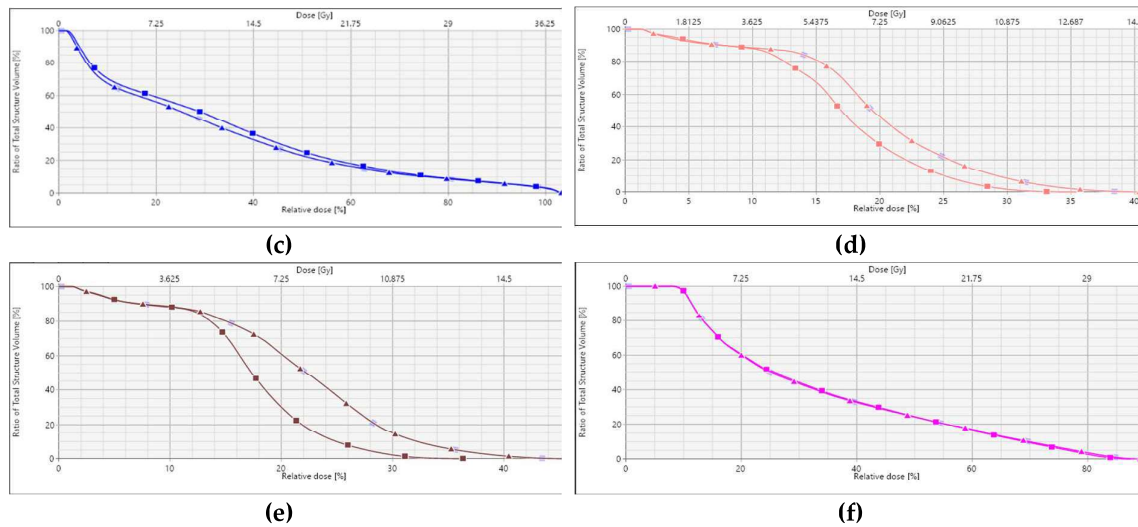 Dose [Gy]
0 7.25 14.5 21.75 29 36.25
Ratio of Total Structure Volume [%]
100
80
60
40
20
0
0 20 40 60 80 100
Relative dose [%]
(c)
Dose [Gy]
0 1.8125 3.625 5.4375 7.25 9.0625 10.875 12.687 14.
Ratio of Total Structure Volume [%]
100
80
60
40
20
0
0 5 10 15 20 25 30 35 40
Relative dose [%]
(d)
Dose [Gy]
0 3.625 7.25 10.875 14.5
Ratio of Total Structure Volume [%]
100
80
60
40
20
0
0 10 20 30 40
Relative dose [%]
(e)
Dose [Gy]
0 7.25 14.5 21.75 29
Ratio of Total Structure Volume [%]
100
80
60
40
20
0
0 20 40 60 80
Relative dose [%]
(f)